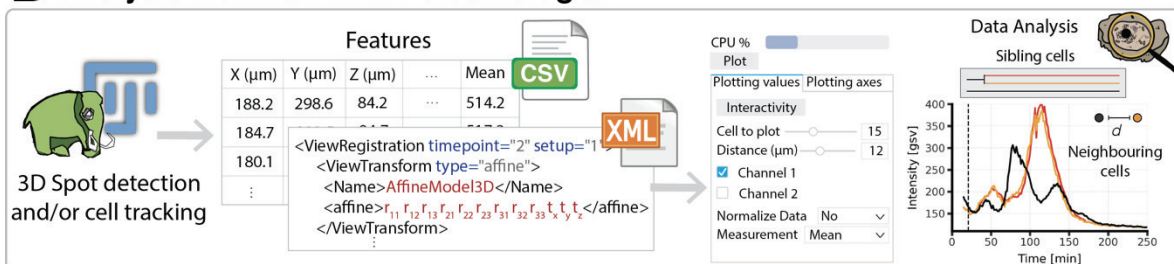 Features
X (μm) Y (μm) Z (μm) ... Mean
188.2 298.6 84.2 ... 514.2
184.7
180.1
⋮
CSV
XML
<ViewRegistration timepoint="2" setup="1">
<ViewTransform type="affine">
<Name>AffineModel3D</Name>
<affine>r11 r12 r13 r21 r22 r23 r31 r32 r33 tx ty tz</affine>
</ViewTransform>
⋮
3D Spot detection
and/or cell tracking
CPU %
Plot
Plotting values Plotting axes
Interactivity
Cell to plot 15
Distance (μm) 12
Channel 1
Channel 2
Normalize Data No
Measurement Mean
Data Analysis
Sibling cells
d
Neighbouring
cells
Intensity [gsv]
400
350
300
250
200
150
0 50 100 150 200 250
Time [min]